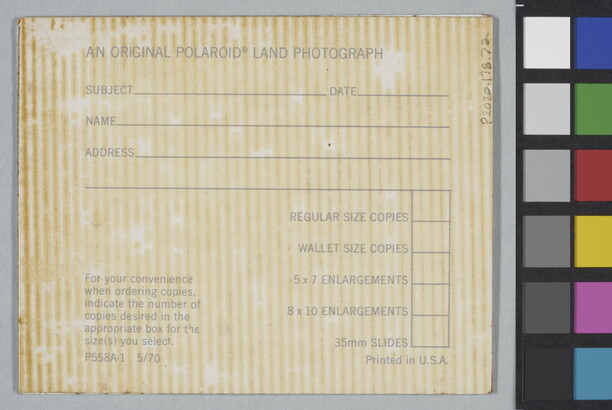 AN ORIGINAL POLAROID® LAND PHOTOGRAPH
SUBJECT DATE
NAME
ADDRESS
REGULAR SIZE COPIES
WALLET SIZE COPIES
5 x 7 ENLARGEMENTS
8 x 10 ENLARGEMENTS
35mm SLIDES
For your convenience
when ordering copies,
indicate the number of
copies desired in the
appropriate box for the
size(s) you select.
P558A-1 5/70
Printed in U.S.A.
P2020.178.72